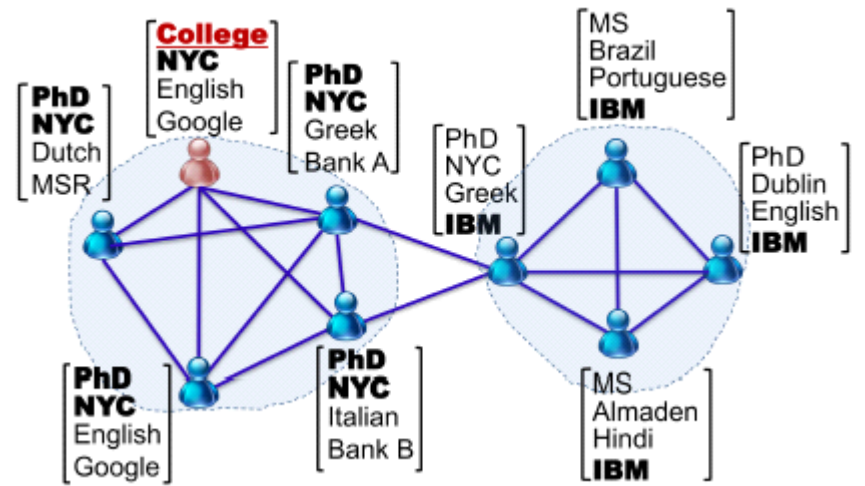 College
NYC
English
Google
PhD
NYC
Dutch
MSR
PhD
NYC
Greek
Bank A
PhD
NYC
English
Google
PhD
NYC
Italian
Bank B
PhD
NYC
Greek
IBM
MS
Brazil
Portuguese
IBM
PhD
Dublin
English
IBM
MS
Almaden
Hindi
IBM